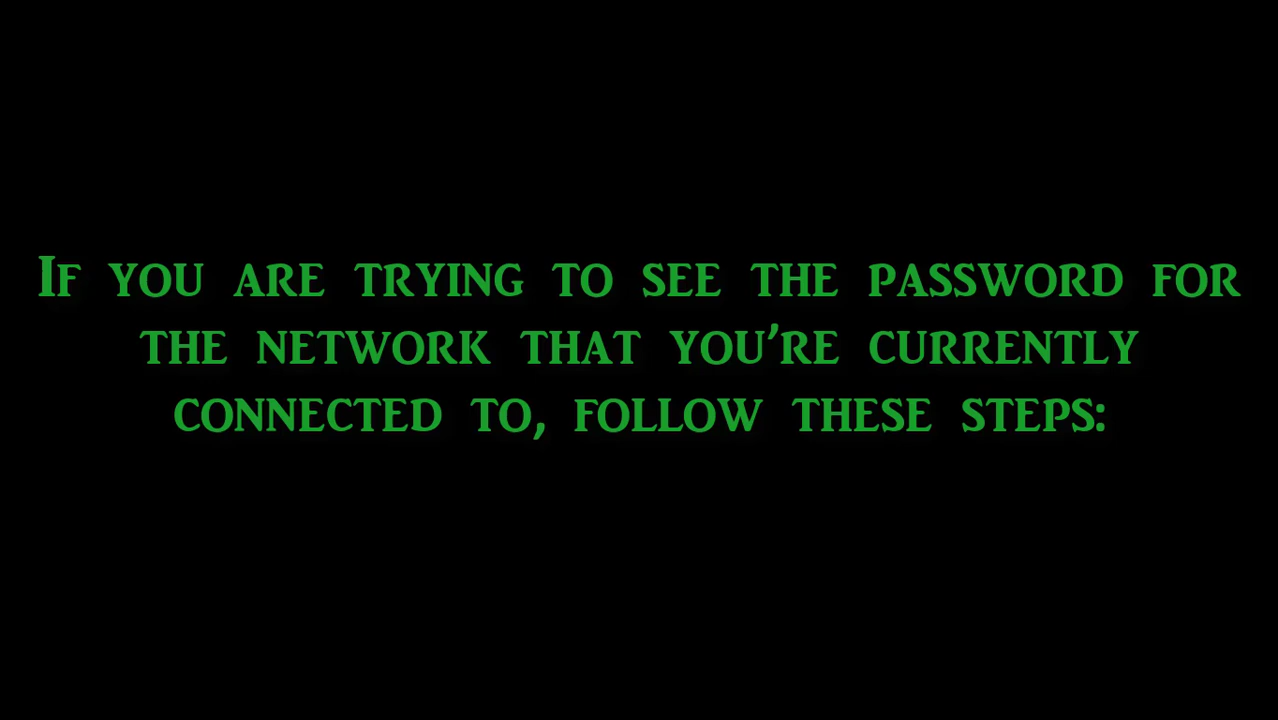 If you are trying to see the password for
the network that you're currently
connected to, follow these steps: